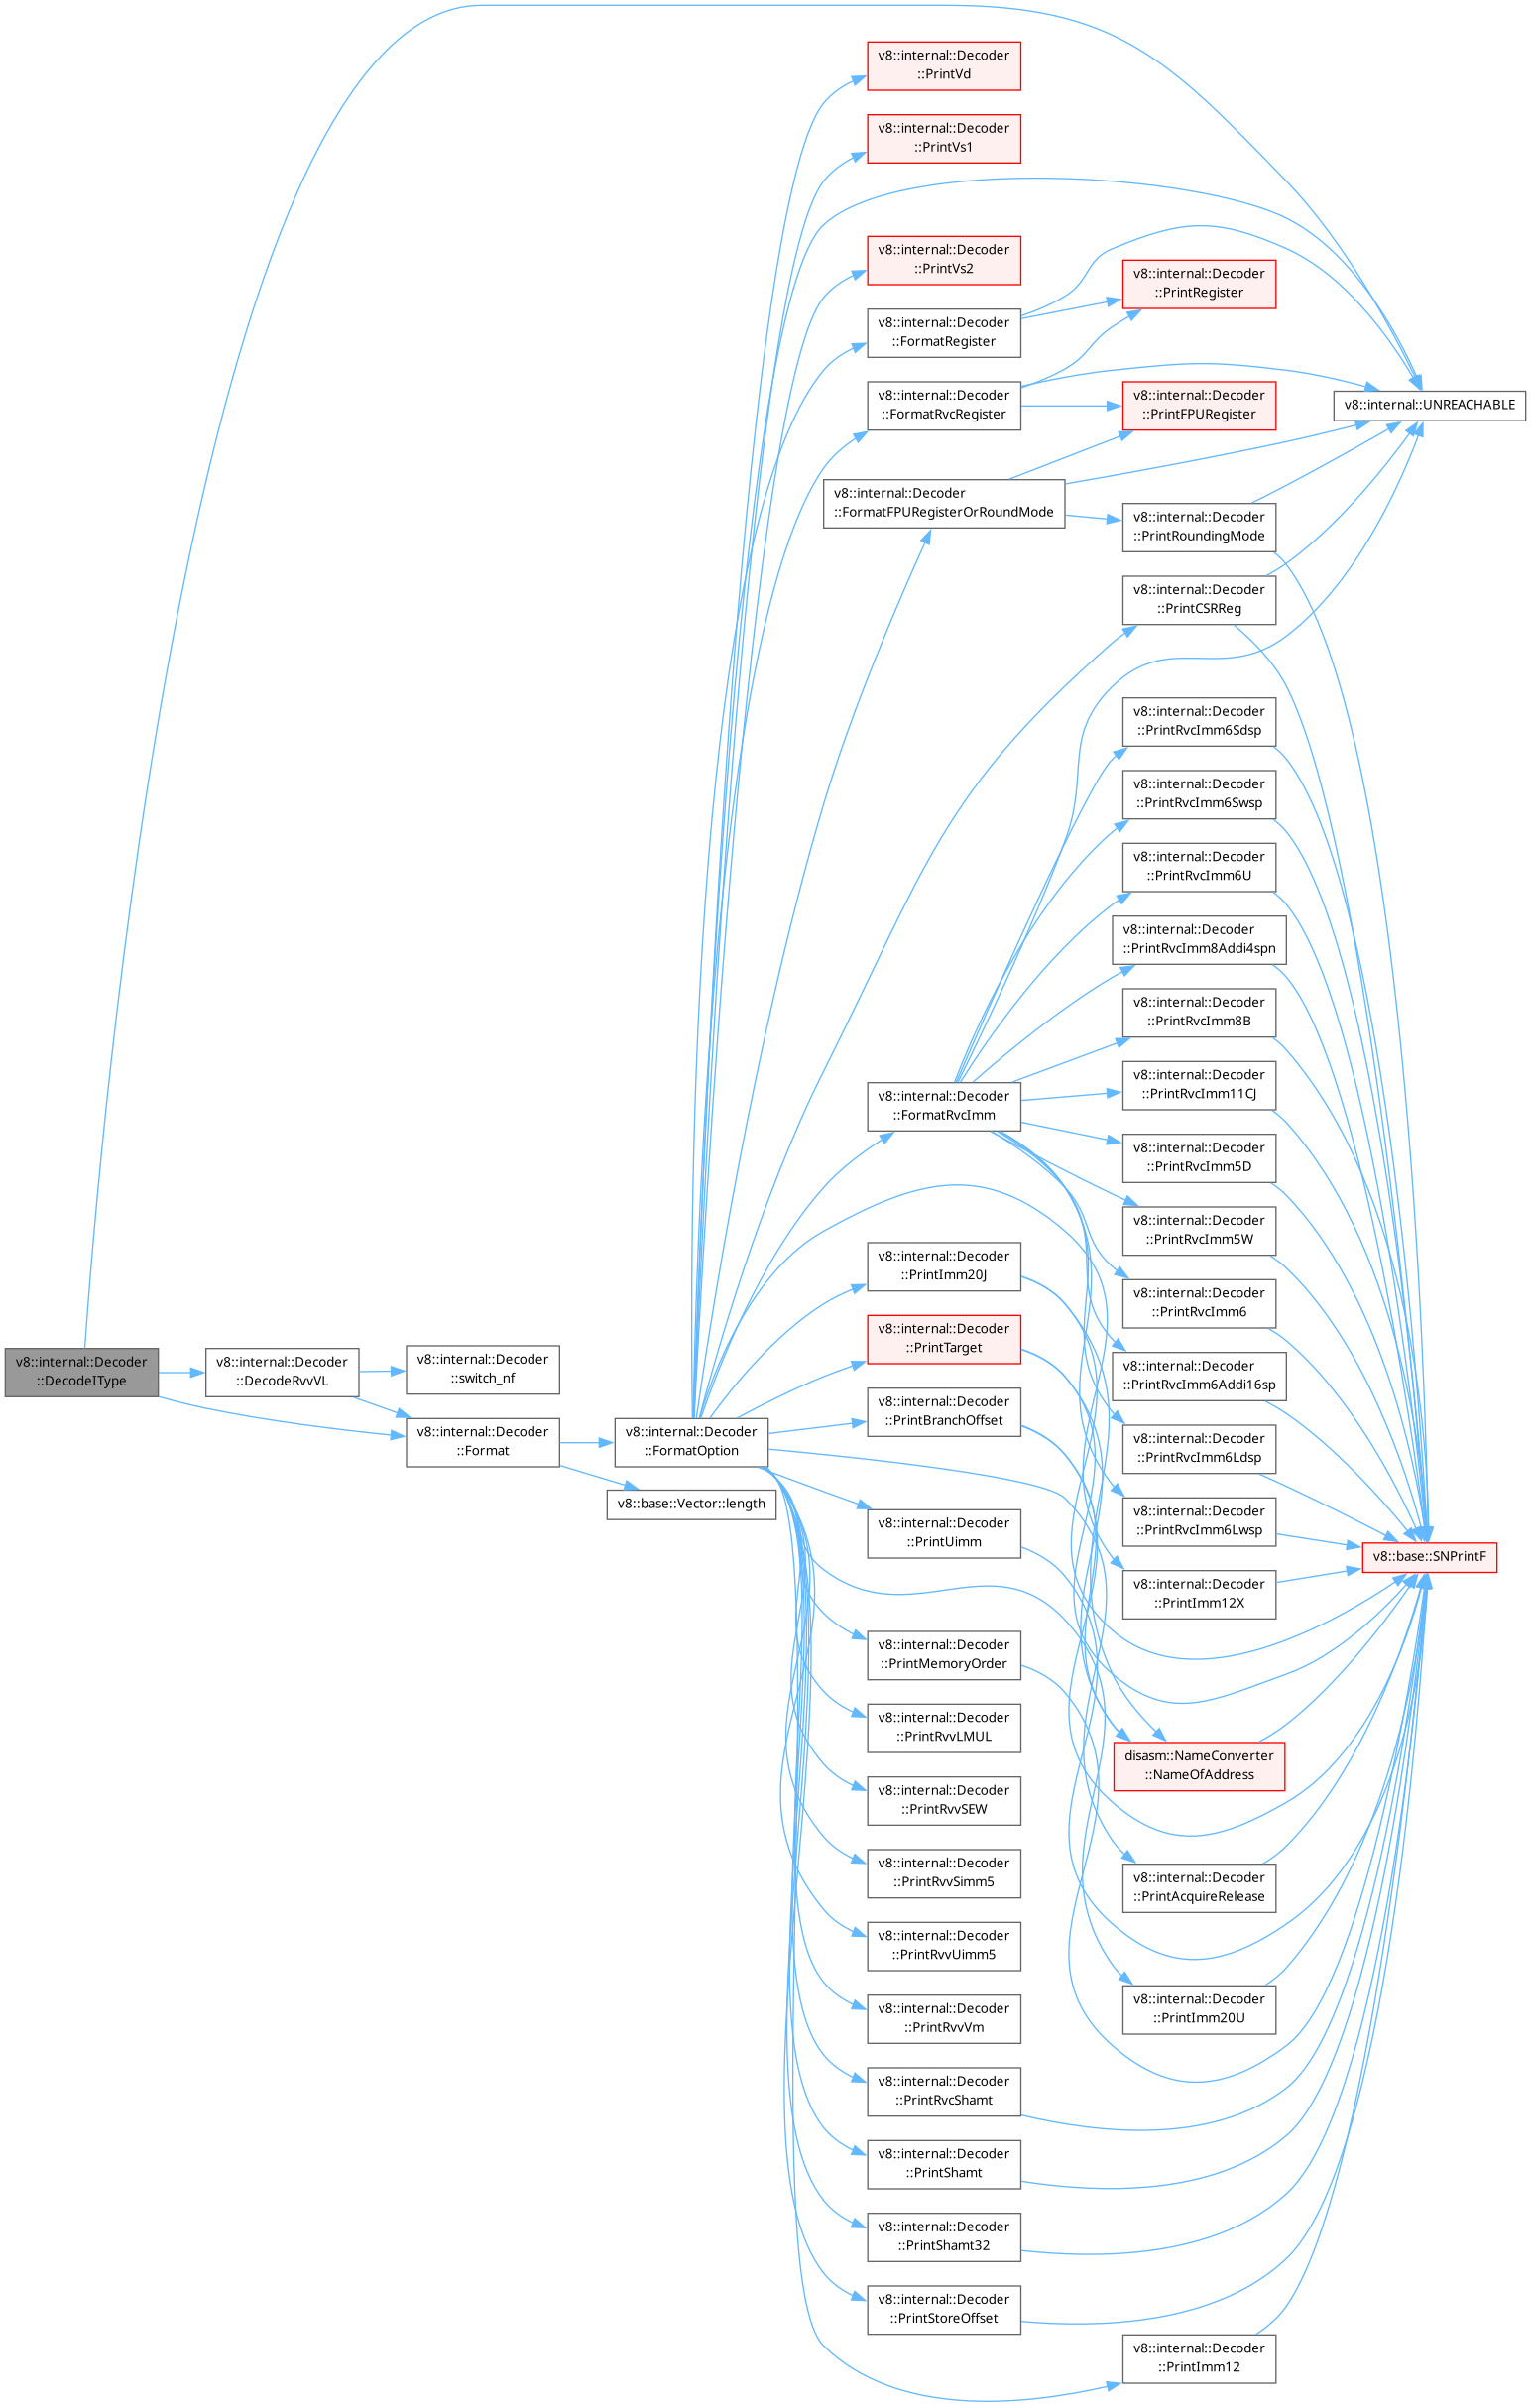 v8::internal::Decoder
::PrintVd
v8::internal::Decoder
::PrintVs1
v8::internal::Decoder
::PrintVs2
v8::internal::Decoder
::PrintRegister
v8::internal::Decoder
::FormatRegister
v8::internal::Decoder
::FormatRvcRegister
v8::internal::Decoder
::PrintFPURegister
v8::internal::UNREACHABLE
v8::internal::Decoder
::FormatFPURegisterOrRoundMode
v8::internal::Decoder
::PrintRoundingMode
v8::internal::Decoder
::PrintCSRReg
v8::internal::Decoder
::PrintRvcImm6Sdsp
v8::internal::Decoder
::PrintRvcImm6Swsp
v8::internal::Decoder
::PrintRvcImm6U
v8::internal::Decoder
::PrintRvcImm8Addi4spn
v8::internal::Decoder
::PrintRvcImm8B
v8::internal::Decoder
::FormatRvcImm
v8::internal::Decoder
::PrintRvcImm11CJ
v8::internal::Decoder
::PrintRvcImm5D
v8::internal::Decoder
::PrintRvcImm5W
v8::internal::Decoder
::PrintImm20J
v8::internal::Decoder
::PrintRvcImm6
v8::internal::Decoder
::DecodeIType
v8::internal::Decoder
::DecodeRvvVL
v8::internal::Decoder
::switch_nf
v8::internal::Decoder
::PrintTarget
v8::internal::Decoder
::PrintRvcImm6Addi16sp
v8::internal::Decoder
::Format
v8::internal::Decoder
::FormatOption
v8::internal::Decoder
::PrintBranchOffset
v8::internal::Decoder
::PrintRvcImm6Ldsp
v8::base::Vector::length
v8::internal::Decoder
::PrintUimm
v8::internal::Decoder
::PrintRvcImm6Lwsp
v8::base::SNPrintF
v8::internal::Decoder
::PrintImm12X
v8::internal::Decoder
::PrintMemoryOrder
v8::internal::Decoder
::PrintRvvLMUL
disasm::NameConverter
::NameOfAddress
v8::internal::Decoder
::PrintRvvSEW
v8::internal::Decoder
::PrintRvvSimm5
v8::internal::Decoder
::PrintAcquireRelease
v8::internal::Decoder
::PrintRvvUimm5
v8::internal::Decoder
::PrintRvvVm
v8::internal::Decoder
::PrintImm20U
v8::internal::Decoder
::PrintRvcShamt
v8::internal::Decoder
::PrintShamt
v8::internal::Decoder
::PrintShamt32
v8::internal::Decoder
::PrintStoreOffset
v8::internal::Decoder
::PrintImm12